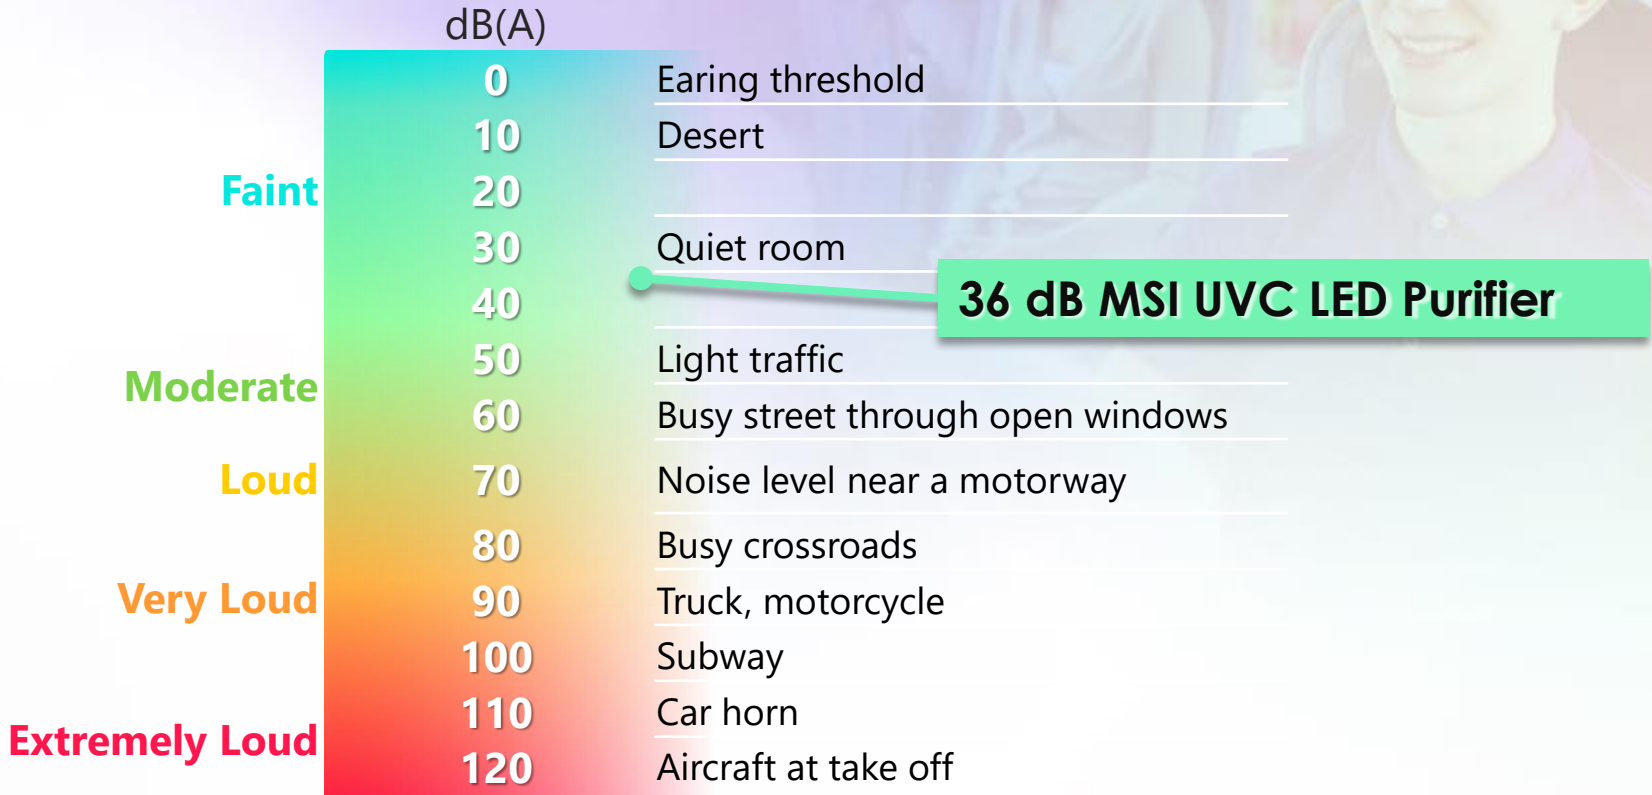 dB(A)
0 Earing threshold
10 Desert
Faint 20
30 Quiet room
36 dB MSI UVC LED Purifier
40
50 Light traffic
Moderate
60 Busy street through open windows
Loud 70 Noise level near a motorway
80 Busy crossroads
Very Loud 90 Truck, motorcycle
100 Subway
110 Car horn
Extremely Loud
120 Aircraft at take off